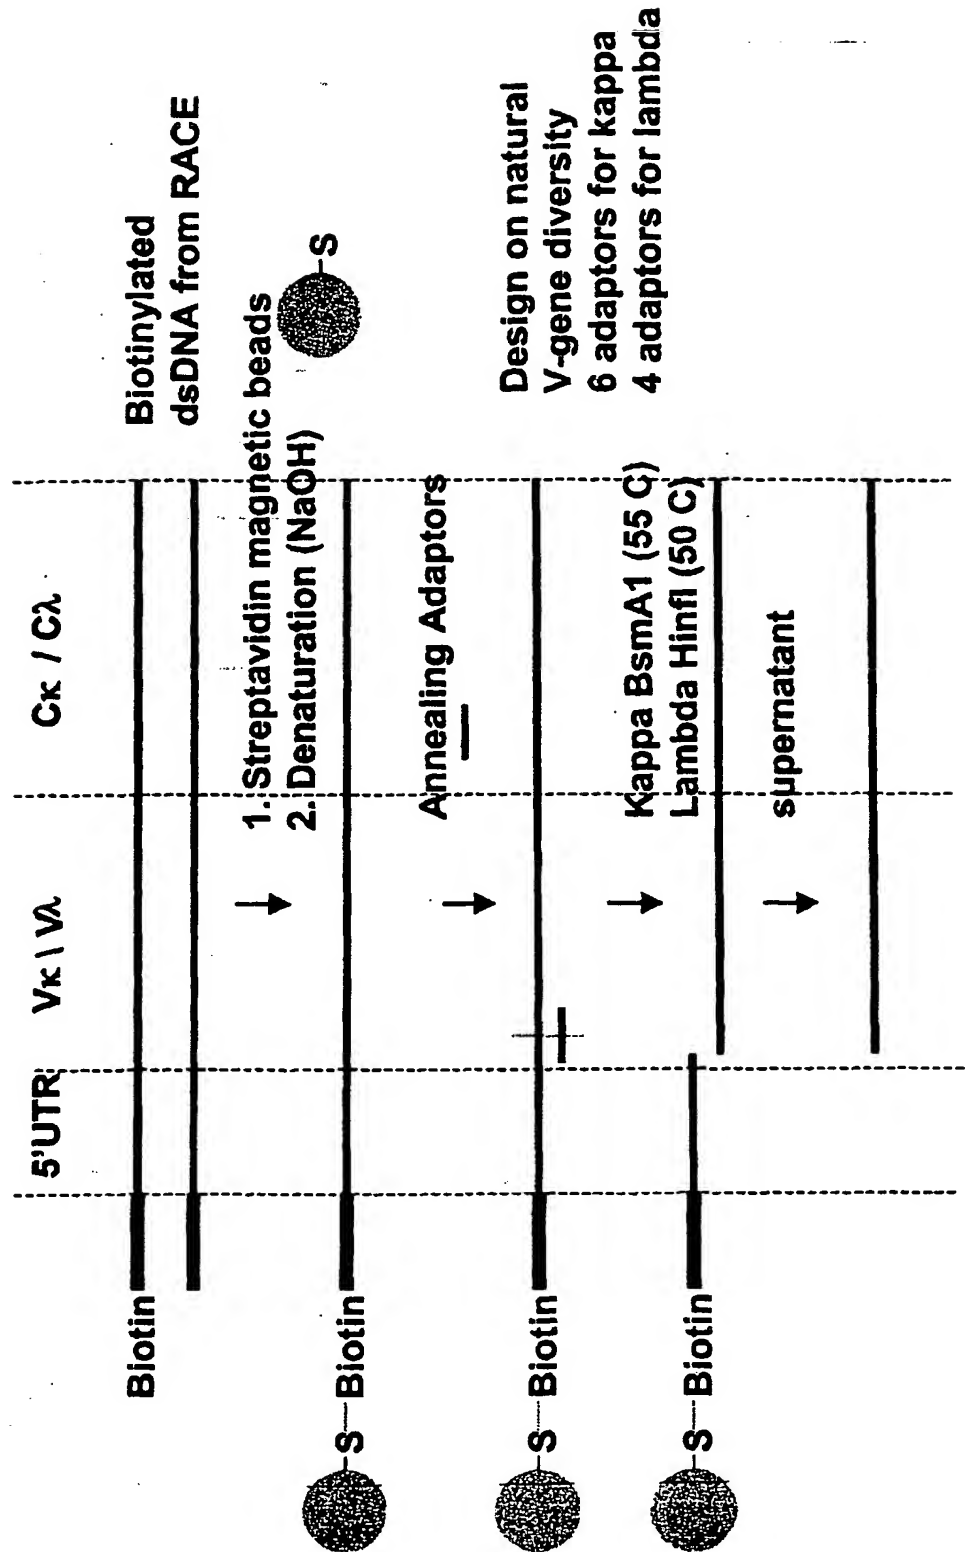 5'UTR Vκ \ Vλ Cκ / Cλ
Biotin
Biotinylated
dsDNA from RACE
1. Streptavidin magnetic beads
2. Denaturation (NaOH)
S
S Biotin
Annealing Adaptors
S Biotin
Design on natural
V-gene diversity
6 adaptors for kappa
4 adaptors for lambda
Kappa BsmA1 (55 C)
Lambda HinfI (50 C)
S Biotin
supernatant